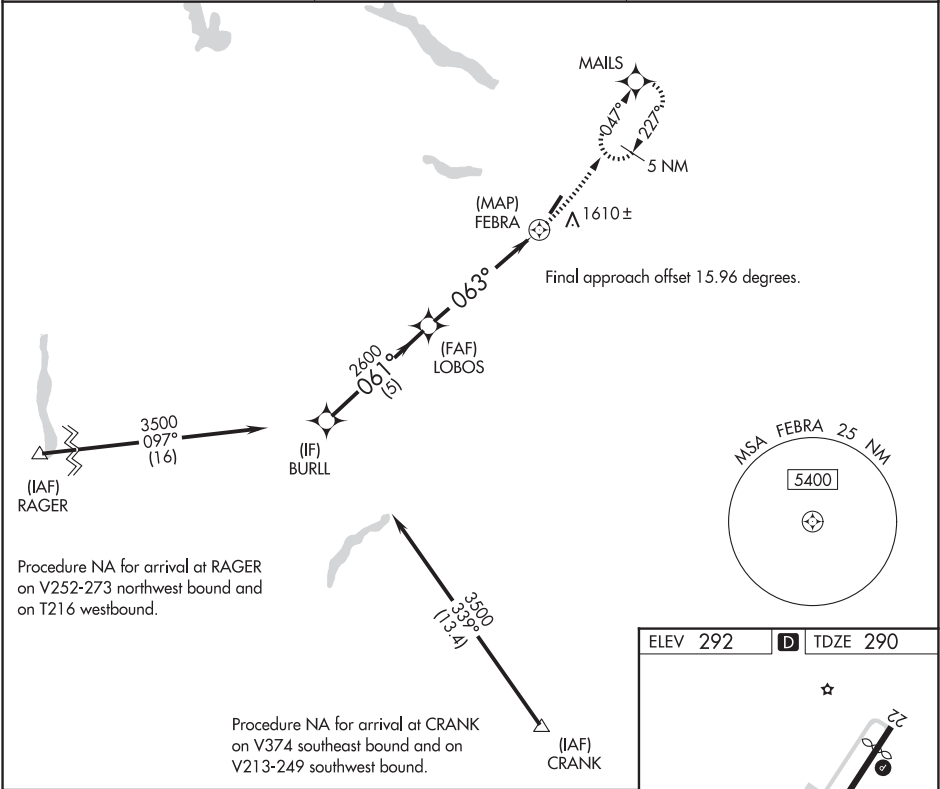 MAILS
047°
227°
5 NM
(MAP)
FEBRA
1610 ±
063°
Final approach offset 15.96 degrees.
(FAF)
LOBOS
2600
061°
(5)
3500
097°
(16)
(IF)
BURLL
(IAF)
RAGER
MSA FEBRA 25 NM
5400
Procedure NA for arrival at RAGER
on V252-273 northwest bound and
on T216 westbound.
3500
339°
(13.4)
ELEV 292 D TDZE 290
22
P
Procedure NA for arrival at CRANK
on V374 southeast bound and on
V213-249 southwest bound.
(IAF)
CRANK